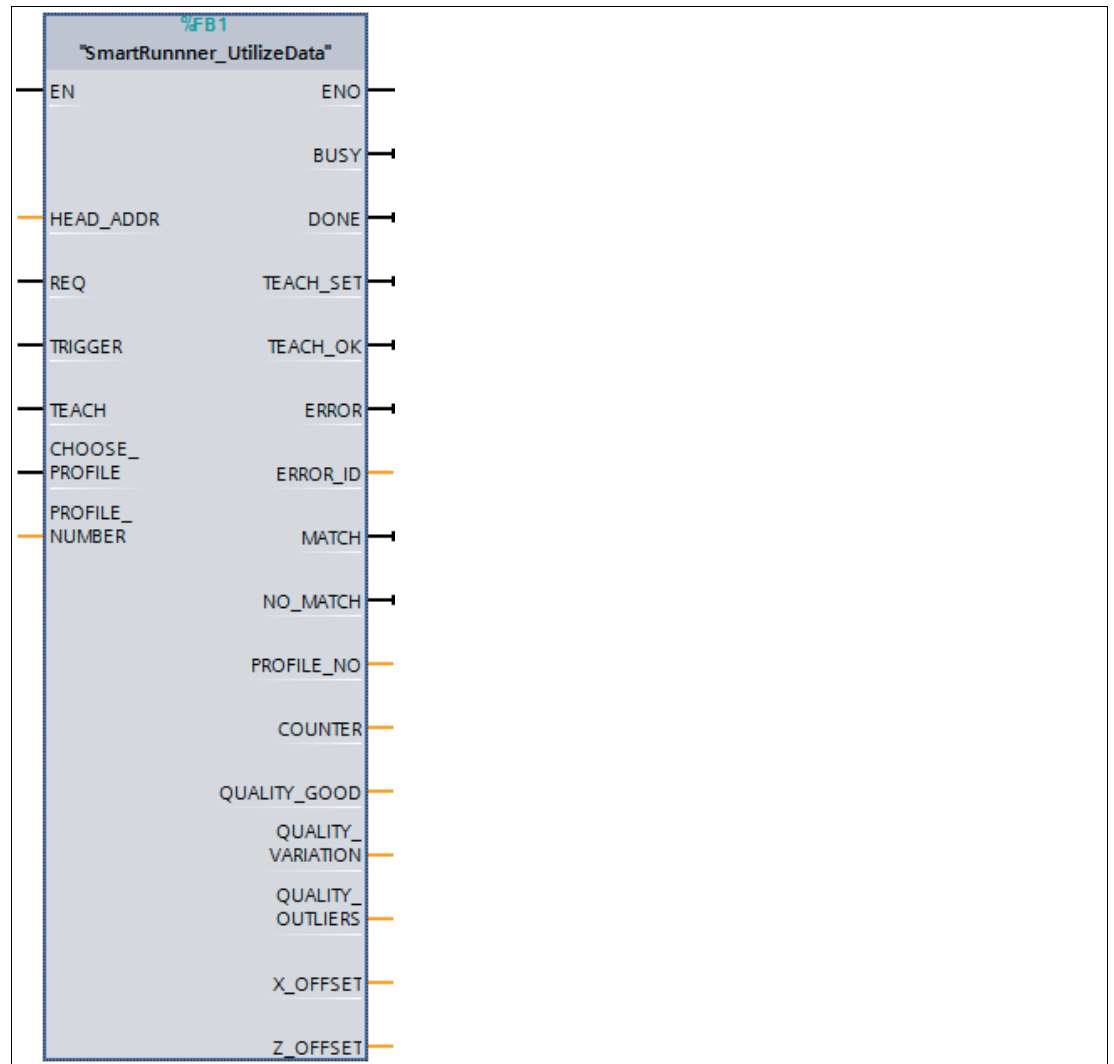 %FB1
"SmartRunnner_UtilizeData"
EN ENO
BUSY
HEAD_ADDR DONE
REQ TEACH_SET
TRIGGER TEACH_OK
TEACH ERROR
CHOOSE_
PROFILE ERROR_ID
PROFILE_
NUMBER MATCH
NO_MATCH
PROFILE_NO
COUNTER
QUALITY_GOOD
QUALITY_
VARIATION
QUALITY_
OUTLIERS
X_OFFSET
Z_OFFSET